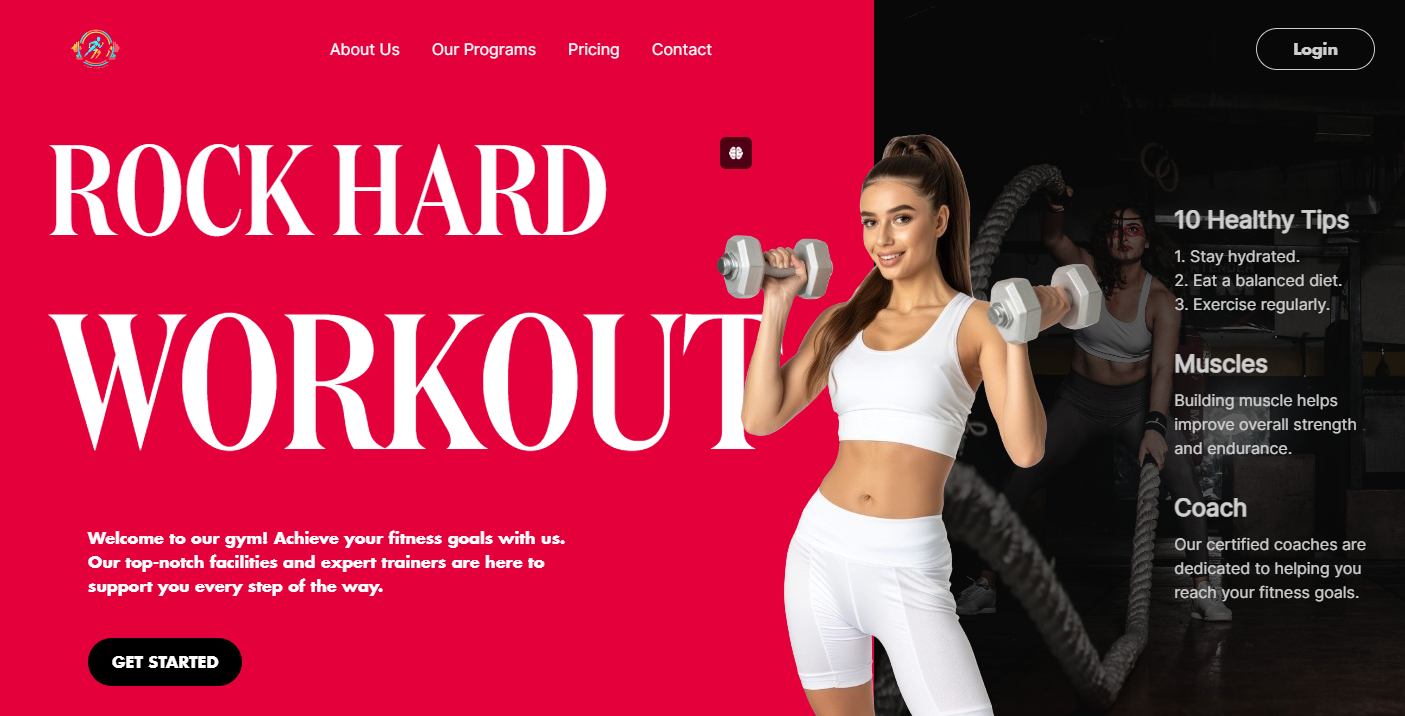 About Us
Our Programs
Pricing
Contact
Login
ROCK HARD
WORKOUT
Welcome to our gym! Achieve your fitness goals with us.
Our top-notch facilities and expert trainers are here to
support you every step of the way.
GET STARTED
10 Healthy Tips
1. Stay hydrated.
2. Eat a balanced diet.
3. Exercise regularly.
Muscles
Building muscle helps
improve overall strength
and endurance.
Coach
Our certified coaches are
dedicated to helping you
reach your fitness goals.